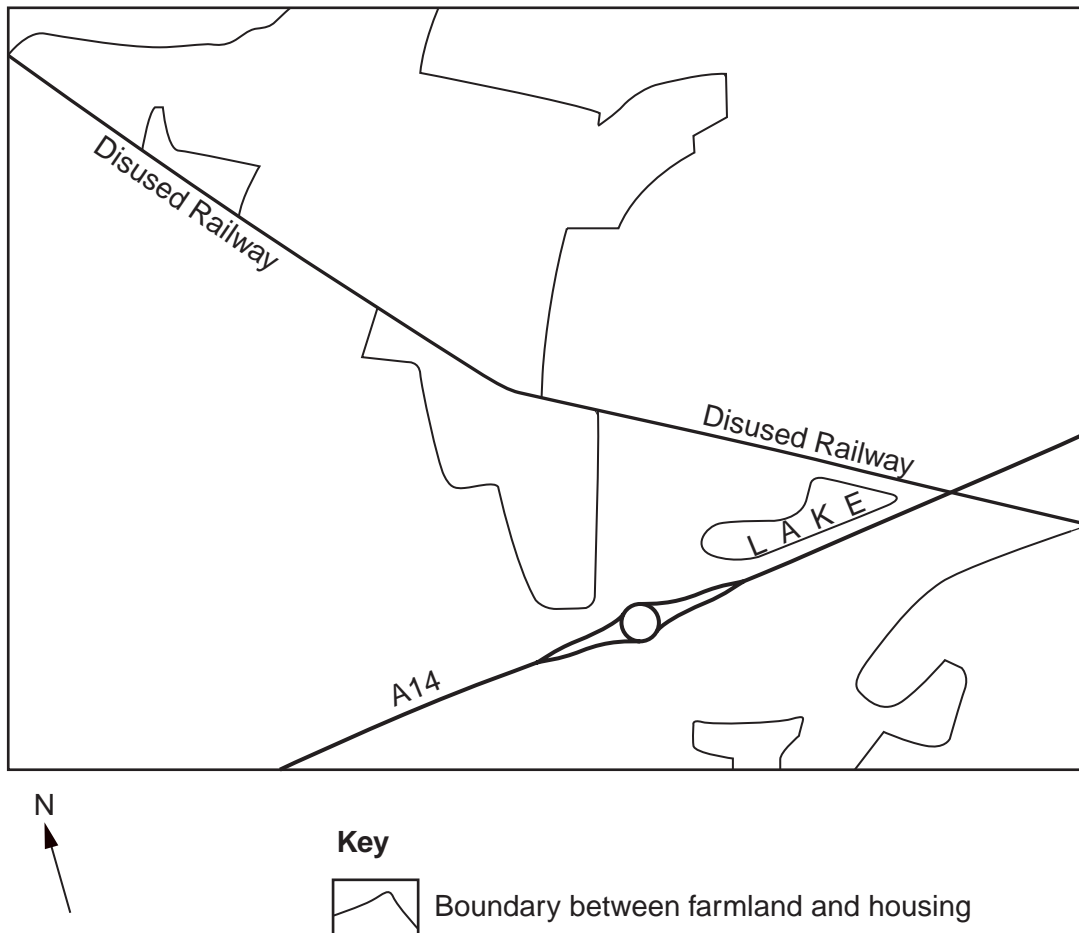 Disused Railway
Disused Railway
LAKE
A14
N
Key
Boundary between farmland and housing